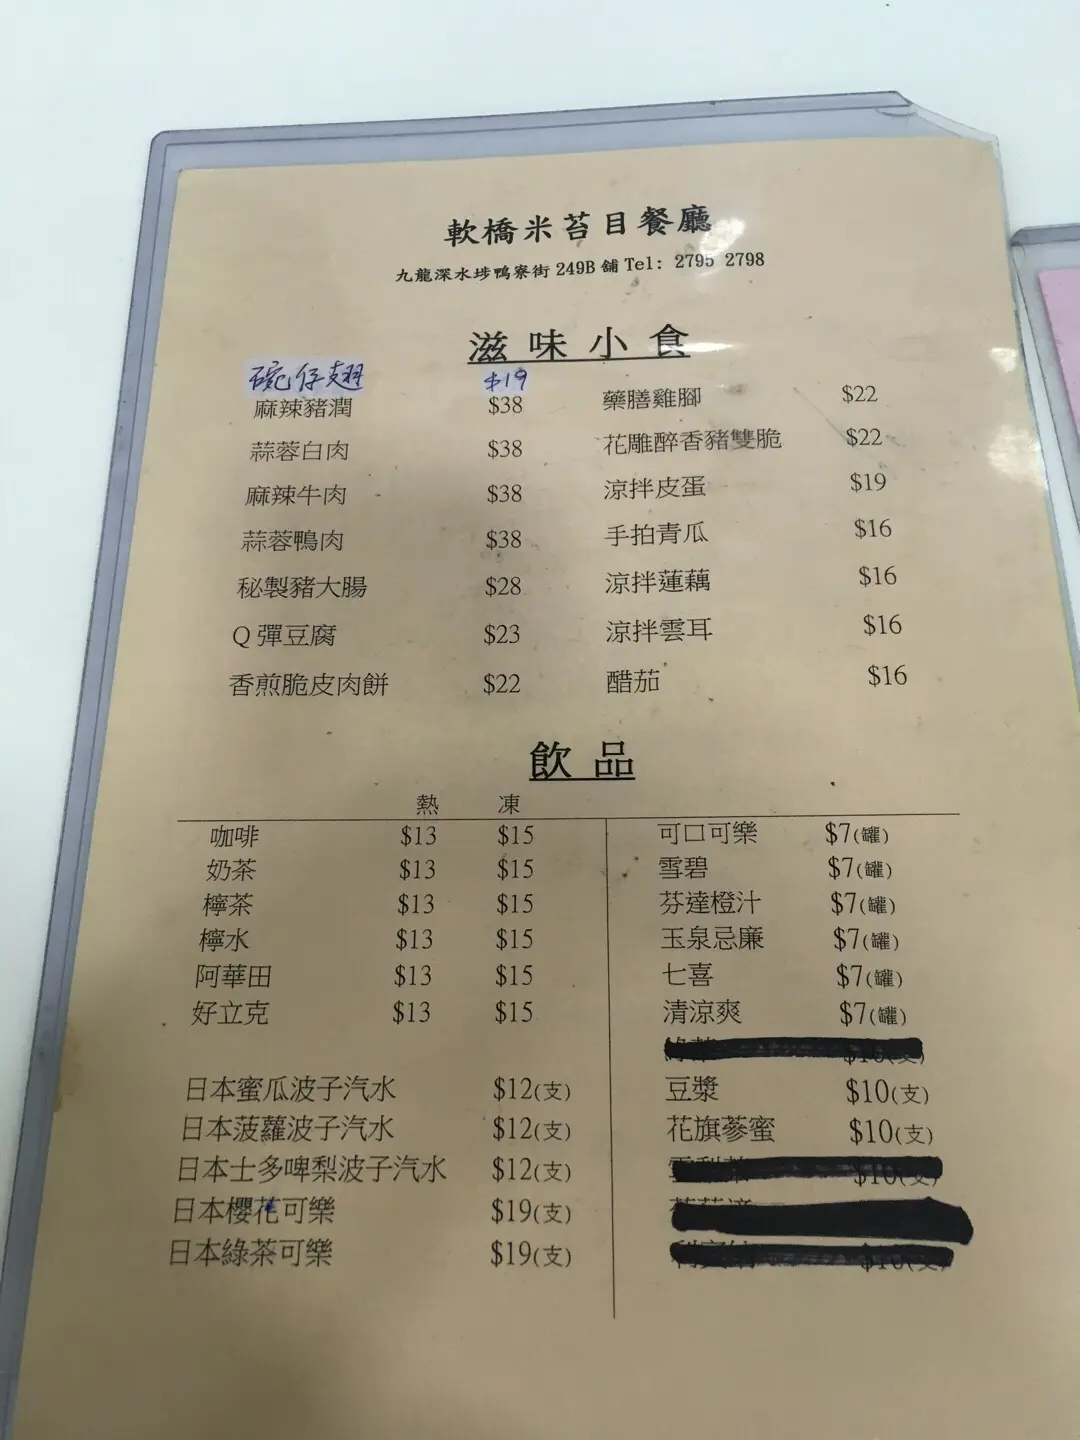 軟橋米苔目餐廳
九龍深水埗鴨寮街 249B 舖 Tel: 2795 2798
滋味小食
碗仔翅 $19
麻辣豬潤 $38 藥膳雞腳 $22
蒜蓉白肉 $38 花雕醉香豬雙脆 $22
麻辣牛肉 $38 涼拌皮蛋 $19
蒜蓉鴨肉 $38 手拍青瓜 $16
秘製豬大腸 $28 涼拌蓮藕 $16
Q 彈豆腐 $23 涼拌雲耳 $16
香煎脆皮肉餅 $22 醋茄 $16
飲品
熱 凍
咖啡 $13 $15 可口可樂 $7(罐)
奶茶 $13 $15 雪碧 $7(罐)
檸茶 $13 $15 芬達橙汁 $7(罐)
檸水 $13 $15 玉泉忌廉 $7(罐)
阿華田 $13 $15 七喜 $7(罐)
好立克 $13 $15 清涼爽 $7(罐)
日本蜜瓜波子汽水 $12(支) 豆漿 $10(支)
日本菠蘿波子汽水 $12(支) 花旗蔘蜜 $10(支)
日本士多啤梨波子汽水 $12(支)
日本櫻花可樂 $19(支)
日本綠茶可樂 $19(支)